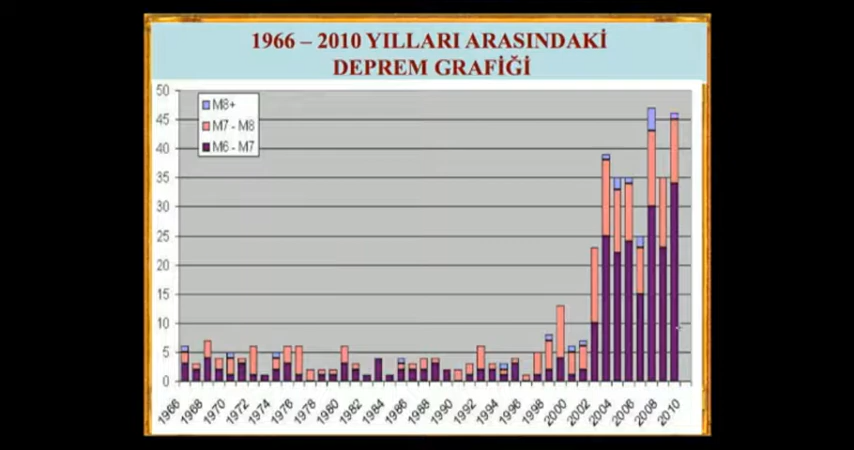 1966 – 2010 YILLARI ARASINDAKİ
DEPREM GRAFİĞİ
50
45
40
35
30
25
20
15
10
5
0
M8+
M7 - M8
M6 - M7
1966 1968 1970 1972 1974 1976 1978 1980 1982 1984 1986 1988 1990 1992 1994 1996 1998 2000 2002 2004 2006 2008 2010